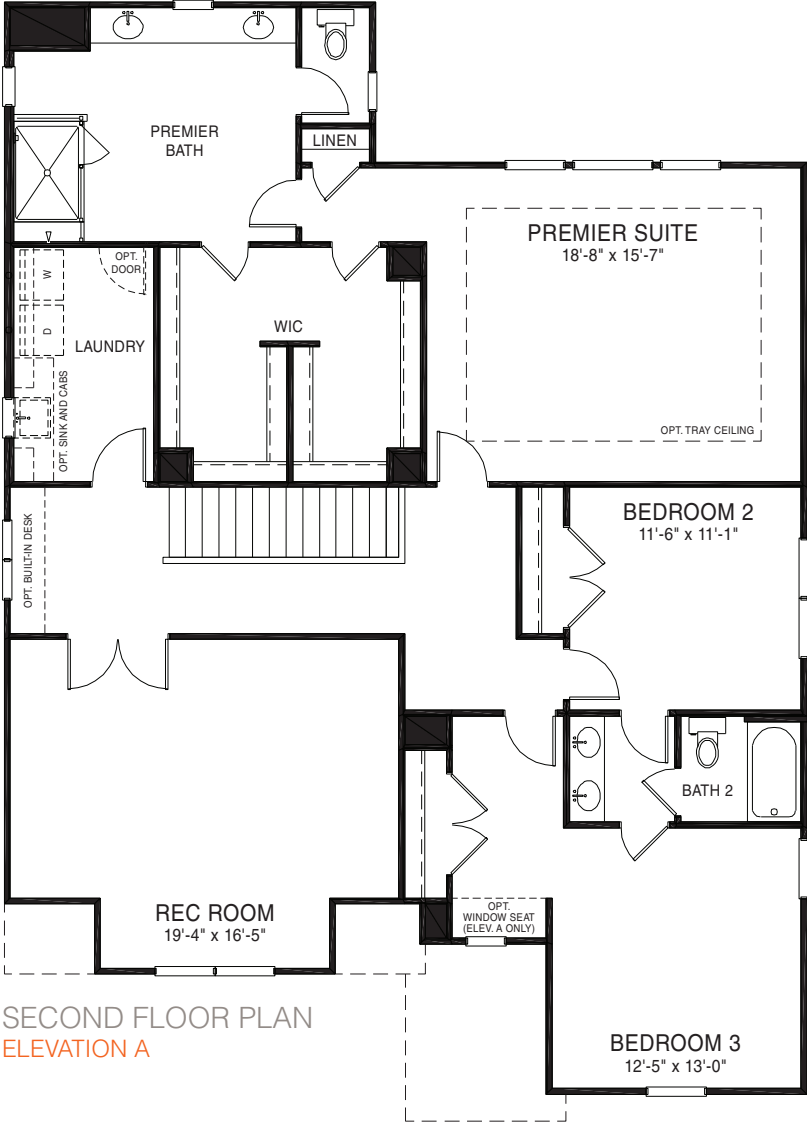 PREMIER
BATH
LINEN
PREMIER SUITE
18'-8" x 15'-7"
OPT. TRAY CEILING
OPT.
DOOR
W
D
LAUNDRY
OPT. SINK AND CABS
WIC
OPT. BUILT-IN DESK
BEDROOM 2
11'-6" x 11'-1"
BATH 2
REC ROOM
19'-4" x 16'-5"
OPT.
WINDOW SEAT
(ELEV. A ONLY)
BEDROOM 3
12'-5" x 13'-0"
SECOND FLOOR PLAN
ELEVATION A